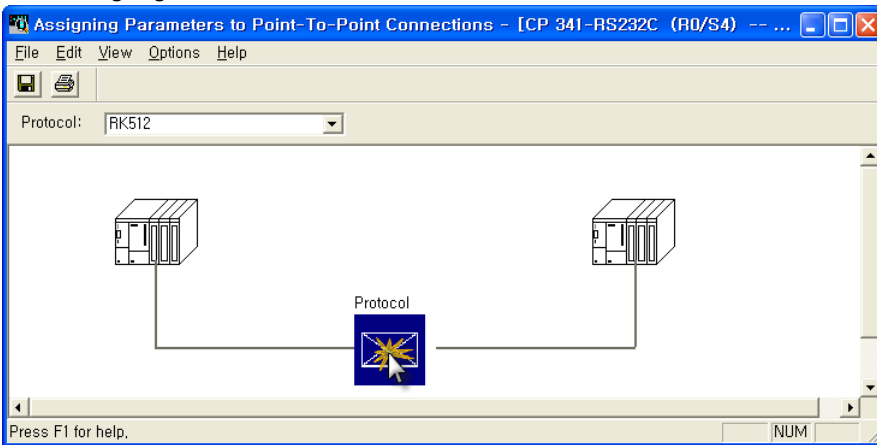 Assigning Parameters to Point-To-Point Connections - [CP 341-RS232C (R0/S4) -- ...
File Edit View Options Help
Protocol: RK512
Protocol
Press F1 for help, NUM